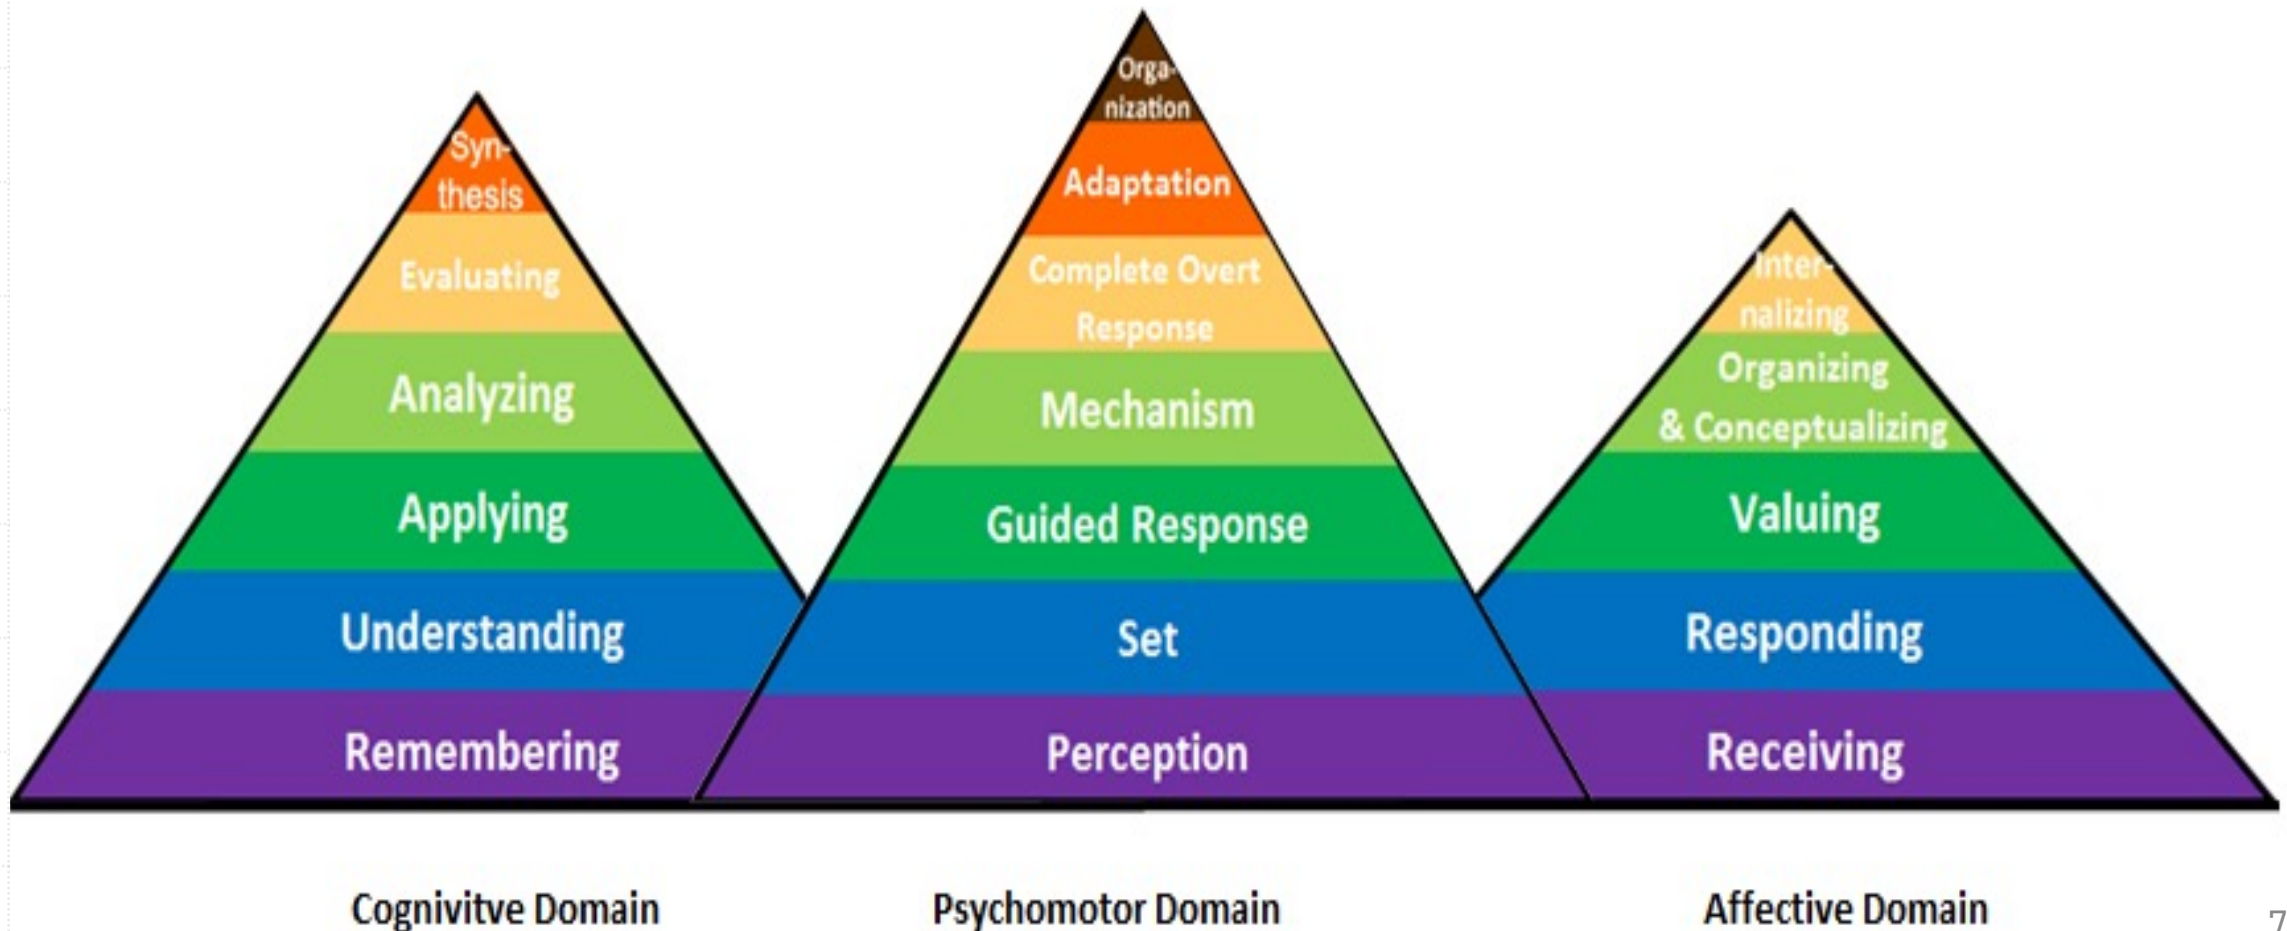 Syn-
thesis
Evaluating
Analyzing
Applying
Understanding
Remembering
Orga-
nization
Adaptation
Complete Overt
Response
Mechanism
Guided Response
Set
Perception
Inter-
nalizing
Organizing
& Conceptualizing
Valuing
Responding
Receiving
Cognivitve Domain
Psychomotor Domain
Affective Domain
7